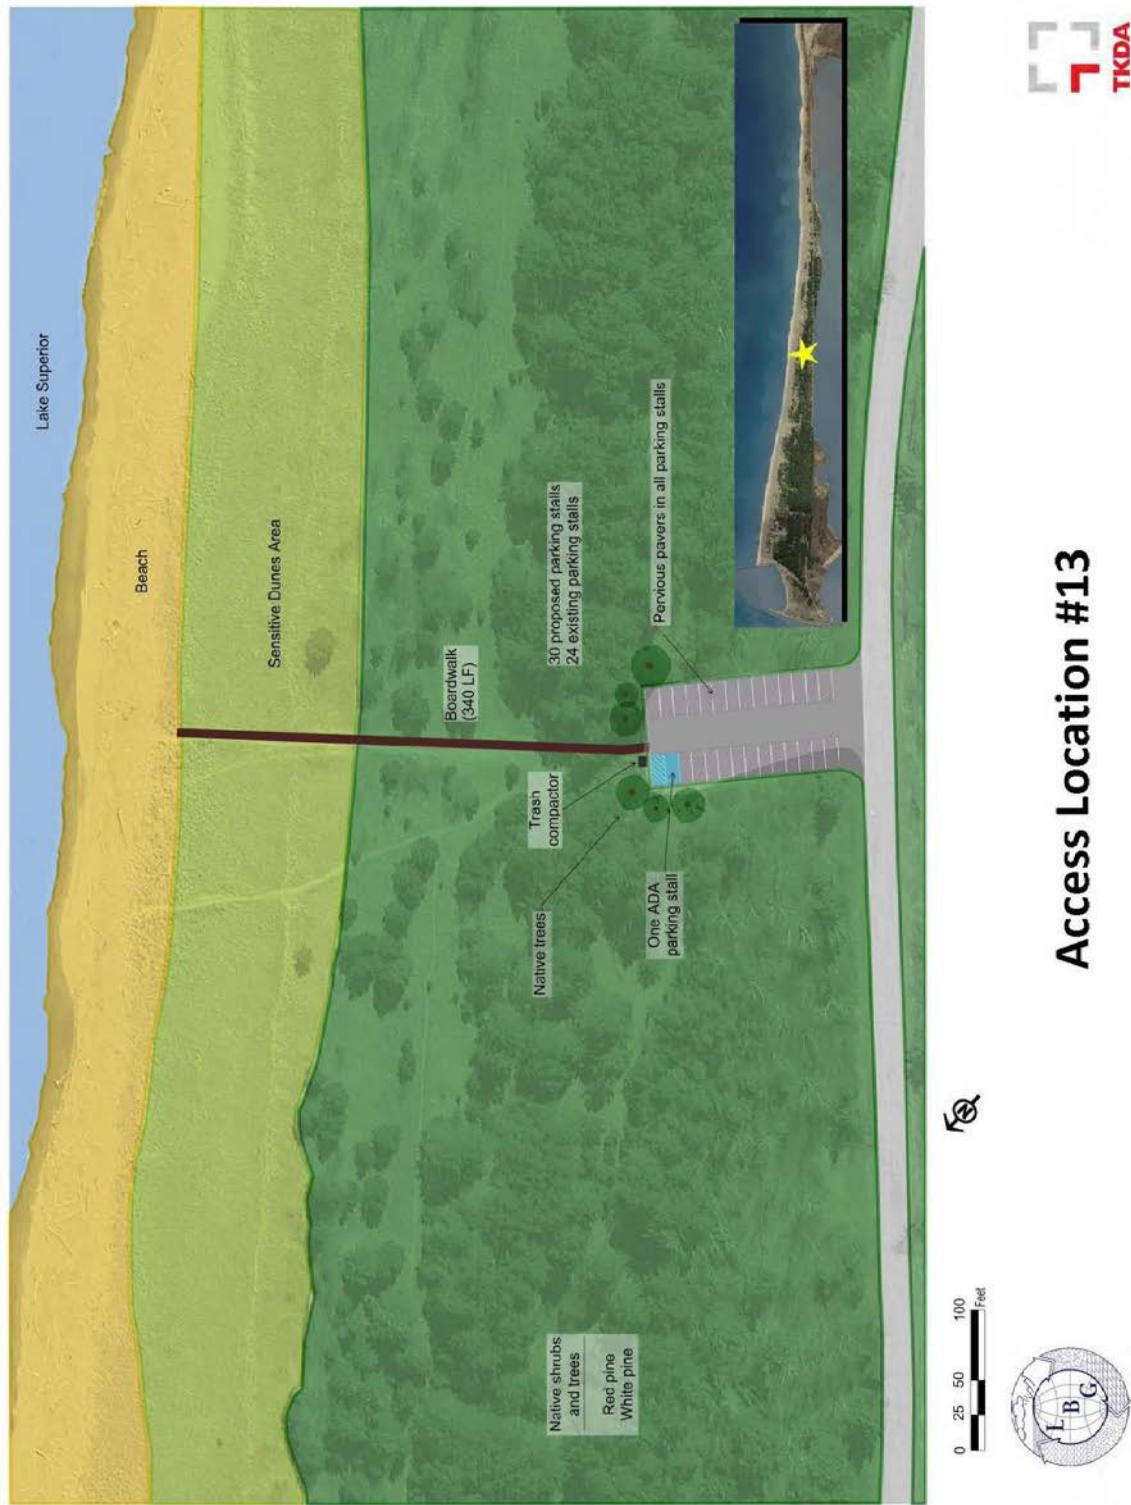 Lake Superior
Beach
Sensitive Dunes Area
Boardwalk
(340 LF)
30 proposed parking stalls
24 existing parking stalls
Pervious pavers in all parking stalls
Trash
compactor
Native trees
One ADA
parking stall
Native shrubs
and trees
Red pine
White pine
N
0 25 50 100
Feet
LBG
Access Location #13
TKDA